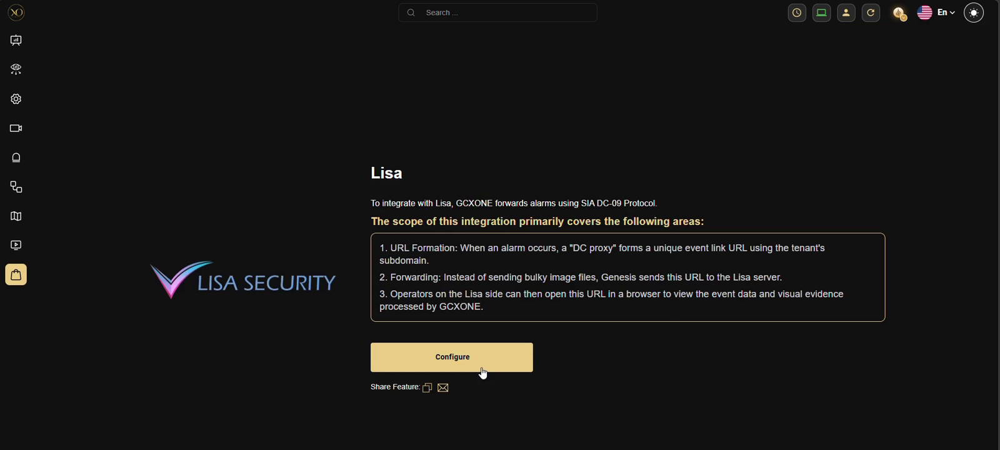 XO
Search ...
En
Lisa
To integrate with Lisa, GCXONE forwards alarms using SIA DC-09 Protocol.
The scope of this integration primarily covers the following areas:
1. URL Formation: When an alarm occurs, a "DC proxy" forms a unique event link URL using the tenant's
subdomain.
2. Forwarding: Instead of sending bulky image files, Genesis sends this URL to the Lisa server.
3. Operators on the Lisa side can then open this URL in a browser to view the event data and visual evidence
processed by GCXONE.
LISA SECURITY
Configure
Share Feature: